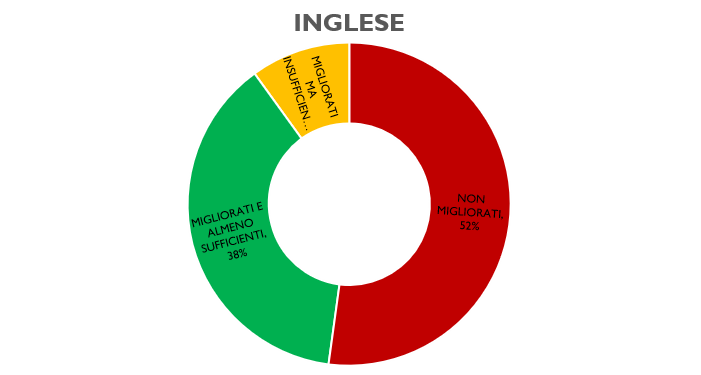 INGLESE
MIGLIORATI
MA
INSUFFICIEN…
NON
MIGLIORATI,
52%
MIGLIORATI E
ALMENO
SUFFICIENTI,
38%